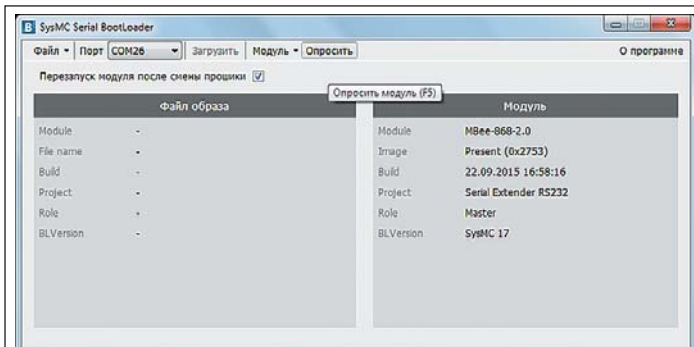 B SysMC Serial BootLoader
Файл Порт COM26 Загрузить Модуль Опросить О программе
Перезапуск модуля после смены прошики
Опросить модуль (F5)
Файл образа
Module -
File name -
Build -
Project -
Role -
BLVersion -
Модуль
Module MBee-868-2.0
Image Present (0x2753)
Build 22.09.2015 16:58:16
Project Serial Extender RS232
Role Master
BLVersion SysMC 17